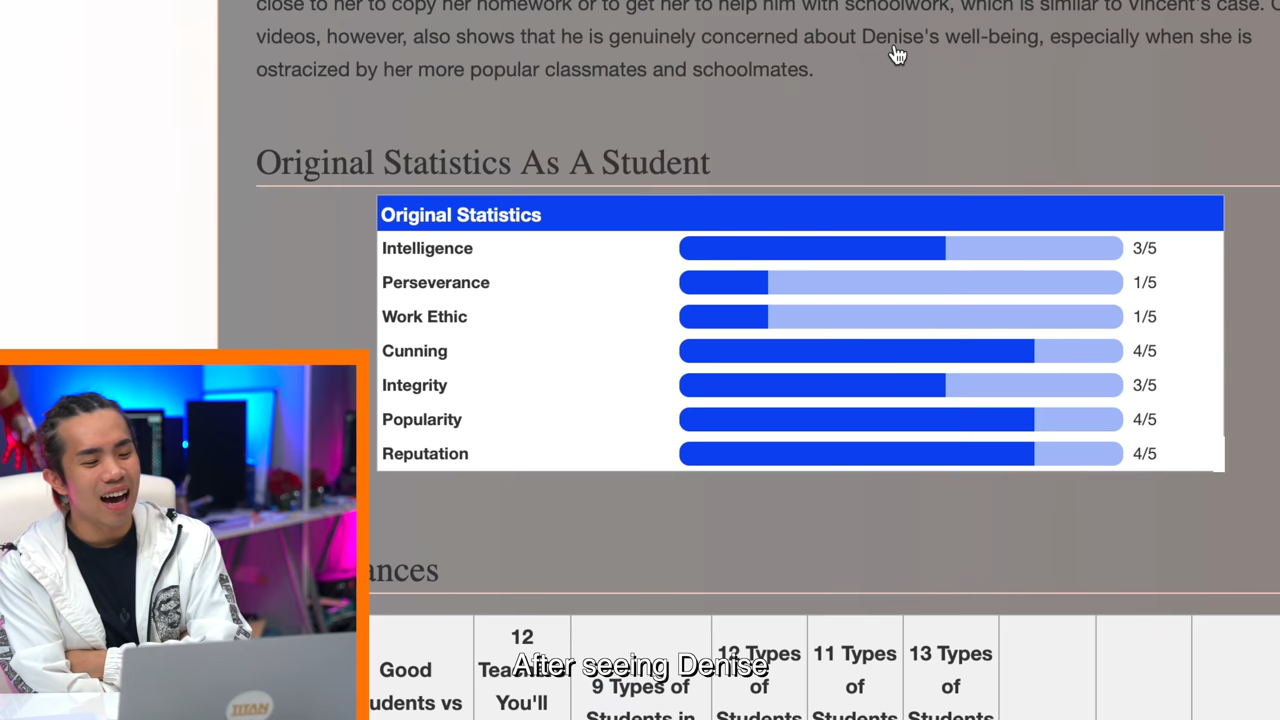 close to her to copy her homework or to get her to help him with schoolwork, which is similar to Vincent's case.
videos, however, also shows that he is genuinely concerned about Denise's well-being, especially when she is
ostracized by her more popular classmates and schoolmates.
Original Statistics As A Student
Original Statistics
Intelligence 3/5
Perseverance 1/5
Work Ethic 1/5
Cunning 4/5
Integrity 3/5
Popularity 4/5
Reputation 4/5
ances
Good
udents vs
12
You'll
9 Types of
Students in
12 Types
of
Students
11 Types
of
Students
13 Types
of
Students
After seeing Denise
TITAN